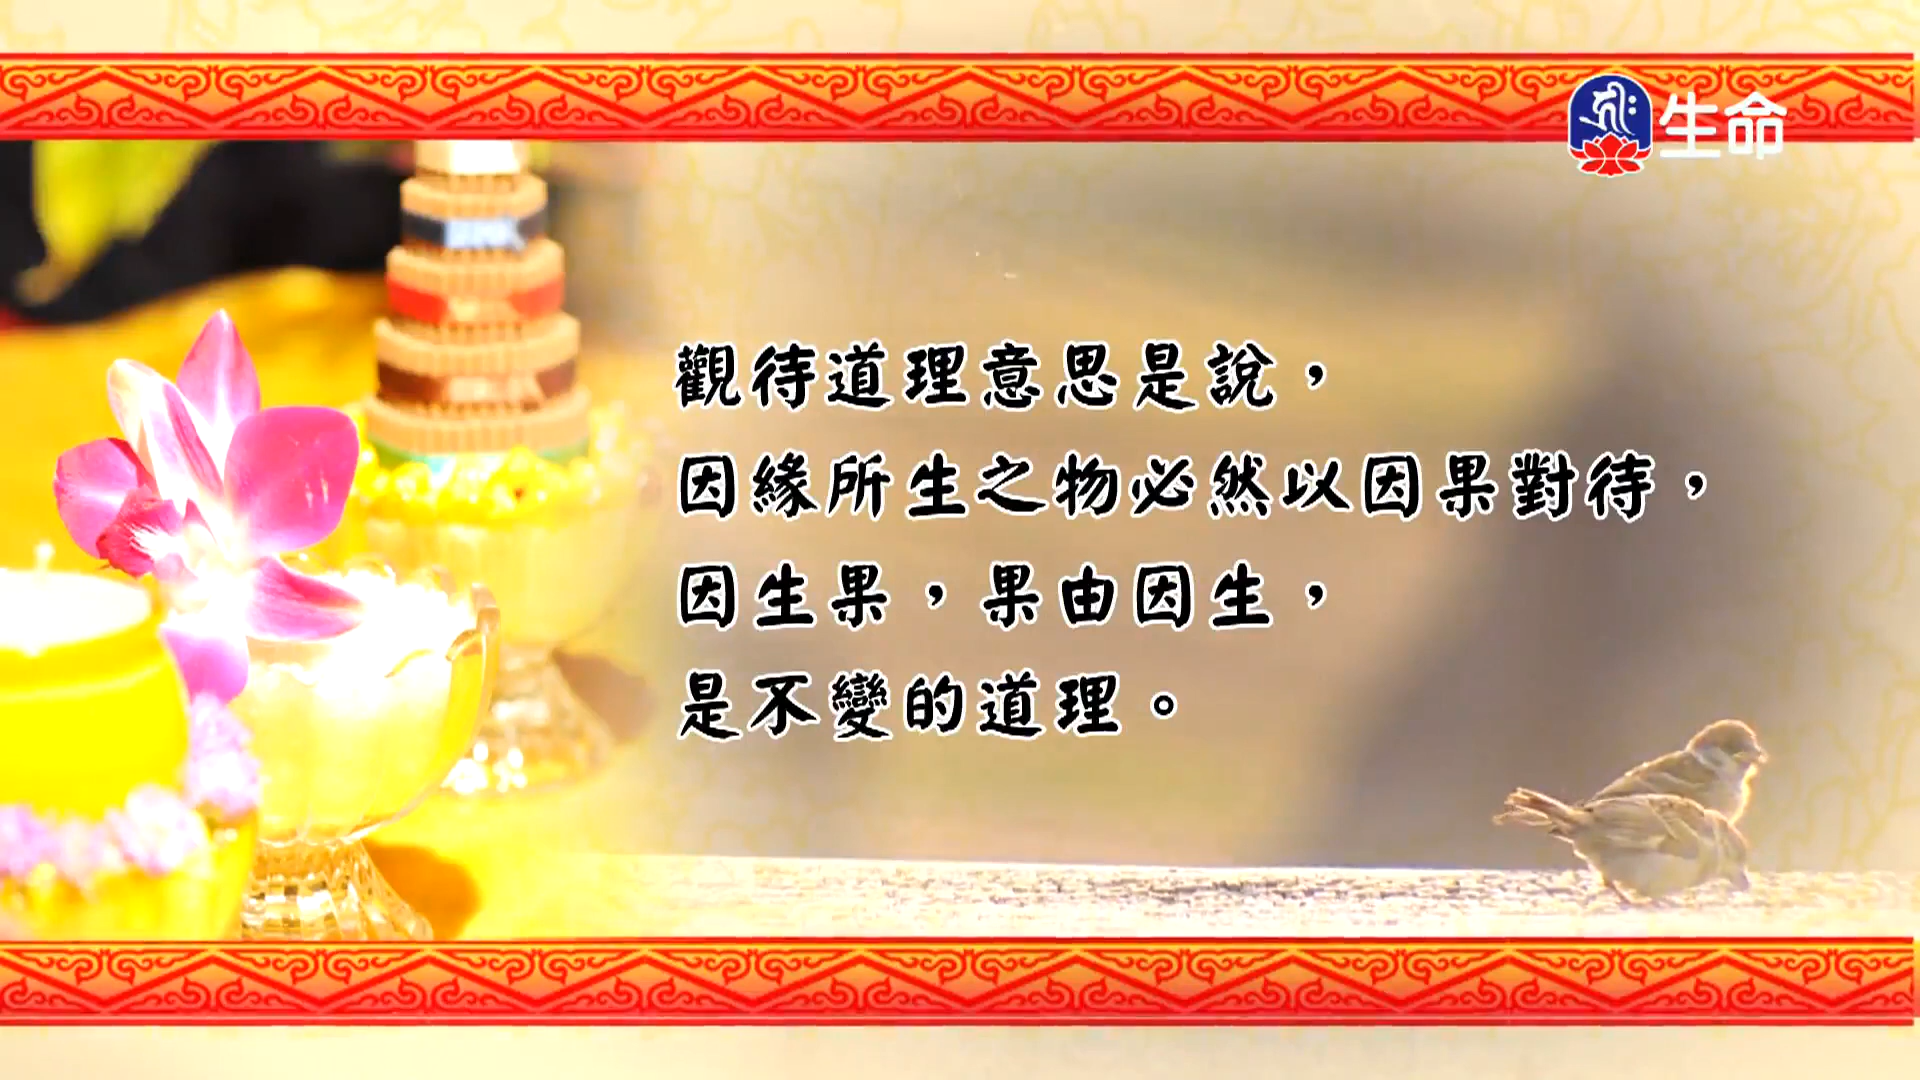 生命
觀待道理意思是說，
因緣所生之物必然以因果對待，
因生果，果由因生，
是不變的道理。